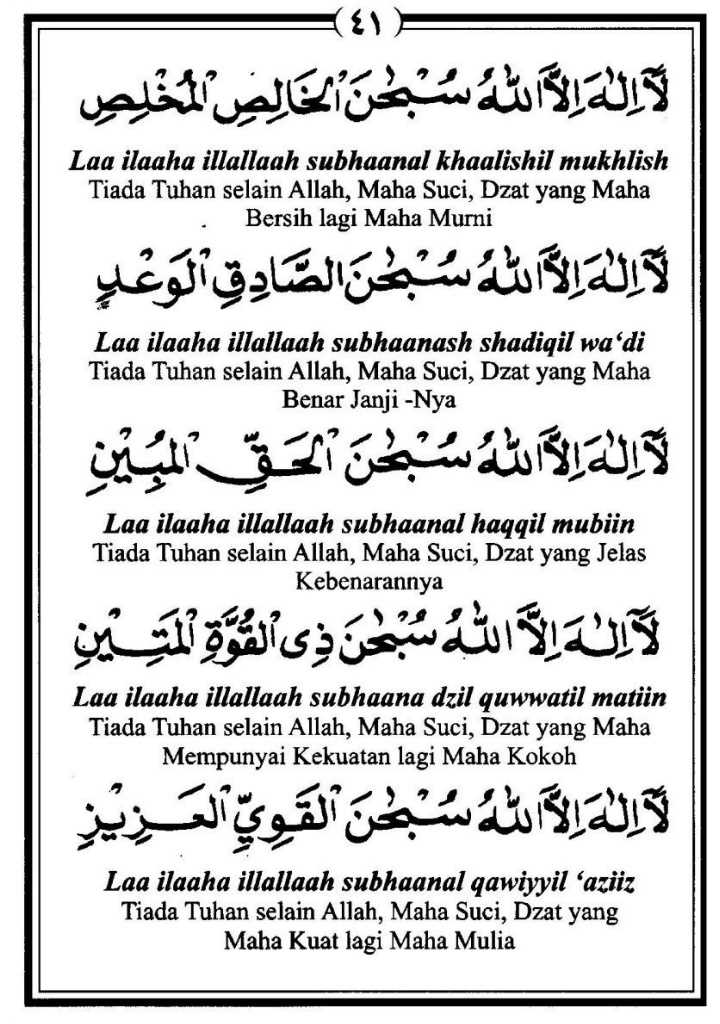 (٤١)
لَآ اِلٰهَ اِلَّا اللّٰهُ سُبْحٰنَ الْخَالِصِ الْمُخْلِصِ
Laa ilaaha illallaah subhaanal khaalishil mukhlish
Tiada Tuhan selain Allah, Maha Suci, Dzat yang Maha
Bersih lagi Maha Murni
لَآ اِلٰهَ اِلَّا اللّٰهُ سُبْحٰنَ الصَّادِقِ الْوَعْدِ
Laa ilaaha illallaah subhaanash shadiqil wa‘di
Tiada Tuhan selain Allah, Maha Suci, Dzat yang Maha
Benar Janji -Nya
لَآ اِلٰهَ اِلَّا اللّٰهُ سُبْحٰنَ الْحَقِّ الْمُبِيْنِ
Laa ilaaha illallaah subhaanal haqqil mubiin
Tiada Tuhan selain Allah, Maha Suci, Dzat yang Jelas
Kebenarannya
لَآ اِلٰهَ اِلَّا اللّٰهُ سُبْحٰنَ ذِى الْقُوَّةِ الْمَتِـيْنِ
Laa ilaaha illallaah subhaana dzil quwwatil matiin
Tiada Tuhan selain Allah, Maha Suci, Dzat yang Maha
Mempunyai Kekuatan lagi Maha Kokoh
لَآ اِلٰهَ اِلَّا اللّٰهُ سُبْحٰنَ الْقَوِيِّ الْعَـزِيْزِ
Laa ilaaha illallaah subhaanal qawiyyil ‘aziiz
Tiada Tuhan selain Allah, Maha Suci, Dzat yang
Maha Kuat lagi Maha Mulia